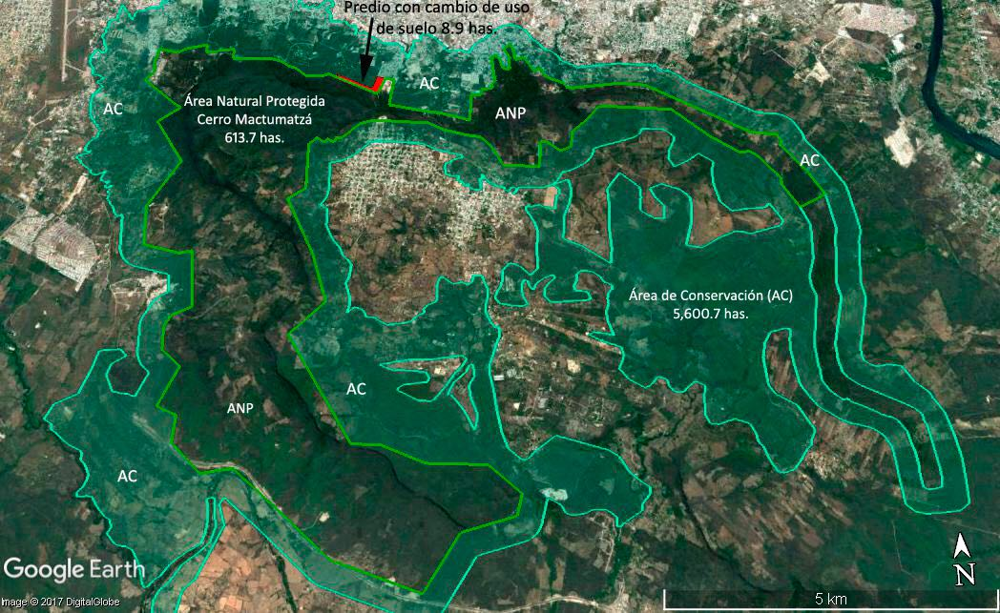 Predio con cambio de uso
de suelo 8.9 has.
Área Natural Protegida
Cerro Mactumatzá
613.7 has.
AC
AC
ANP
AC
Área de Conservación (AC)
5,600.7 has.
AC
ANP
AC
Google Earth
Image © 2017 DigitalGlobe
N
5 km